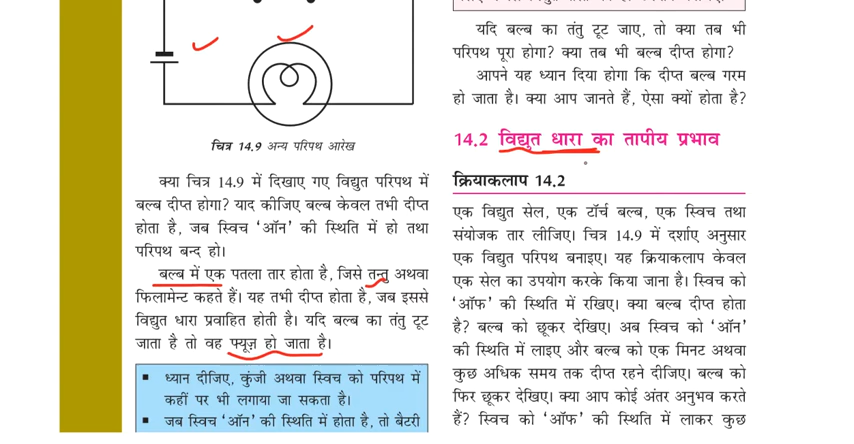 चित्र 14.9 अन्य परिपथ आरेख
क्या चित्र 14.9 में दिखाए गए विद्युत परिपथ में
बल्ब दीप्त होगा? याद कीजिए बल्ब केवल तभी दीप्त
होता है, जब स्विच ‘ऑन’ की स्थिति में हो तथा
परिपथ बन्द हो।
बल्ब में एक पतला तार होता है, जिसे तन्तु अथवा
फिलामेन्ट कहते हैं। यह तभी दीप्त होता है, जब इससे
विद्युत धारा प्रवाहित होती है। यदि बल्ब का तंतु टूट
जाता है तो वह फ्यूज़ हो जाता है।
▪ ध्यान दीजिए, कुंजी अथवा स्विच को परिपथ में
कहीं पर भी लगाया जा सकता है।
▪ जब स्विच ‘ऑन’ की स्थिति में होता है, तो बैटरी
यदि बल्ब का तंतु टूट जाए, तो क्या तब भी
परिपथ पूरा होगा? क्या तब भी बल्ब दीप्त होगा?
आपने यह ध्यान दिया होगा कि दीप्त बल्ब गरम
हो जाता है। क्या आप जानते हैं, ऐसा क्यों होता है?
14.2 विद्युत धारा का तापीय प्रभाव
क्रियाकलाप 14.2
एक विद्युत सेल, एक टॉर्च बल्ब, एक स्विच तथा
संयोजक तार लीजिए। चित्र 14.9 में दर्शाए अनुसार
एक विद्युत परिपथ बनाइए। यह क्रियाकलाप केवल
एक सेल का उपयोग करके किया जाना है। स्विच को
‘ऑफ’ की स्थिति में रखिए। क्या बल्ब दीप्त होता
है? बल्ब को छूकर देखिए। अब स्विच को ‘ऑन’
की स्थिति में लाइए और बल्ब को एक मिनट अथवा
कुछ अधिक समय तक दीप्त रहने दीजिए। बल्ब को
फिर छूकर देखिए। क्या आप कोई अंतर अनुभव करते
हैं? स्विच को ‘ऑफ’ की स्थिति में लाकर कुछ